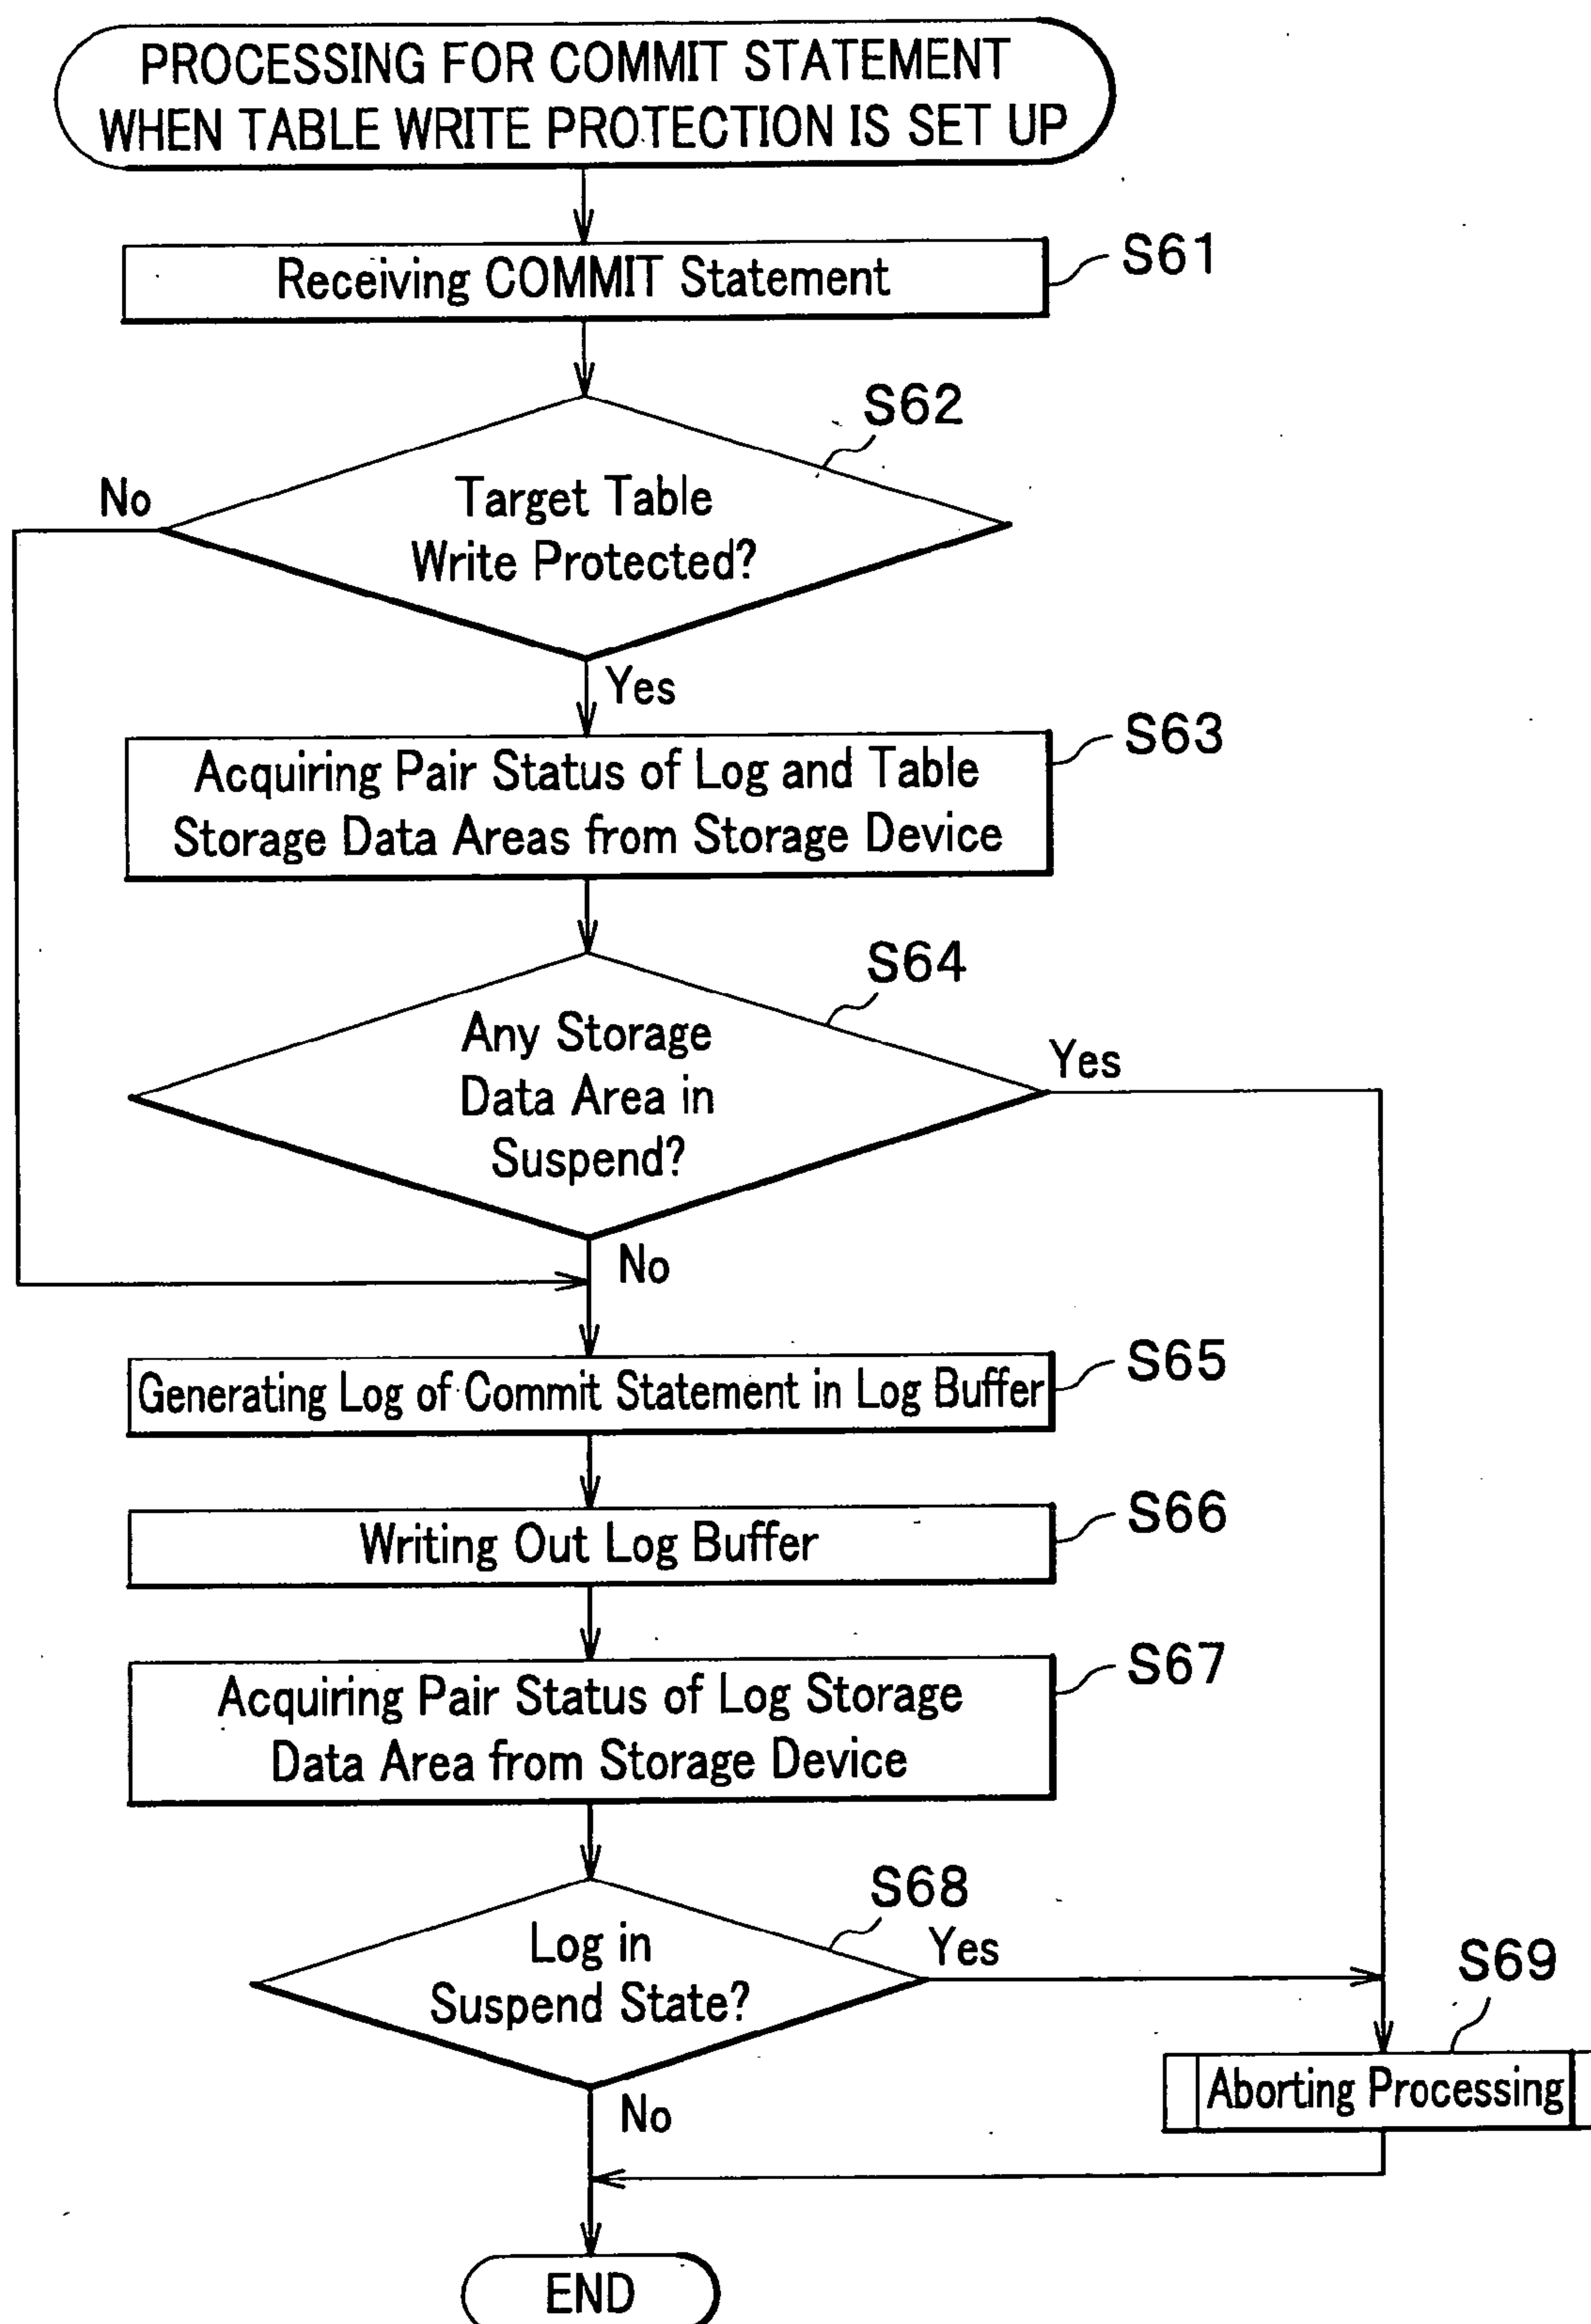 PROCESSING FOR COMMIT STATEMENT
WHEN TABLE WRITE PROTECTION IS SET UP
S61
Receiving COMMIT Statement
S62
No
Target Table
Write Protected?
Yes
S63
Acquiring Pair Status of Log and Table
Storage Data Areas from Storage Device
S64
Any Storage
Data Area in
Suspend?
Yes
No
S65
Generating Log of Commit Statement in Log Buffer
S66
Writing Out Log Buffer
S67
Acquiring Pair Status of Log Storage
Data Area from Storage Device
S68
Log in
Suspend State?
Yes
S69
Aborting Processing
No
END